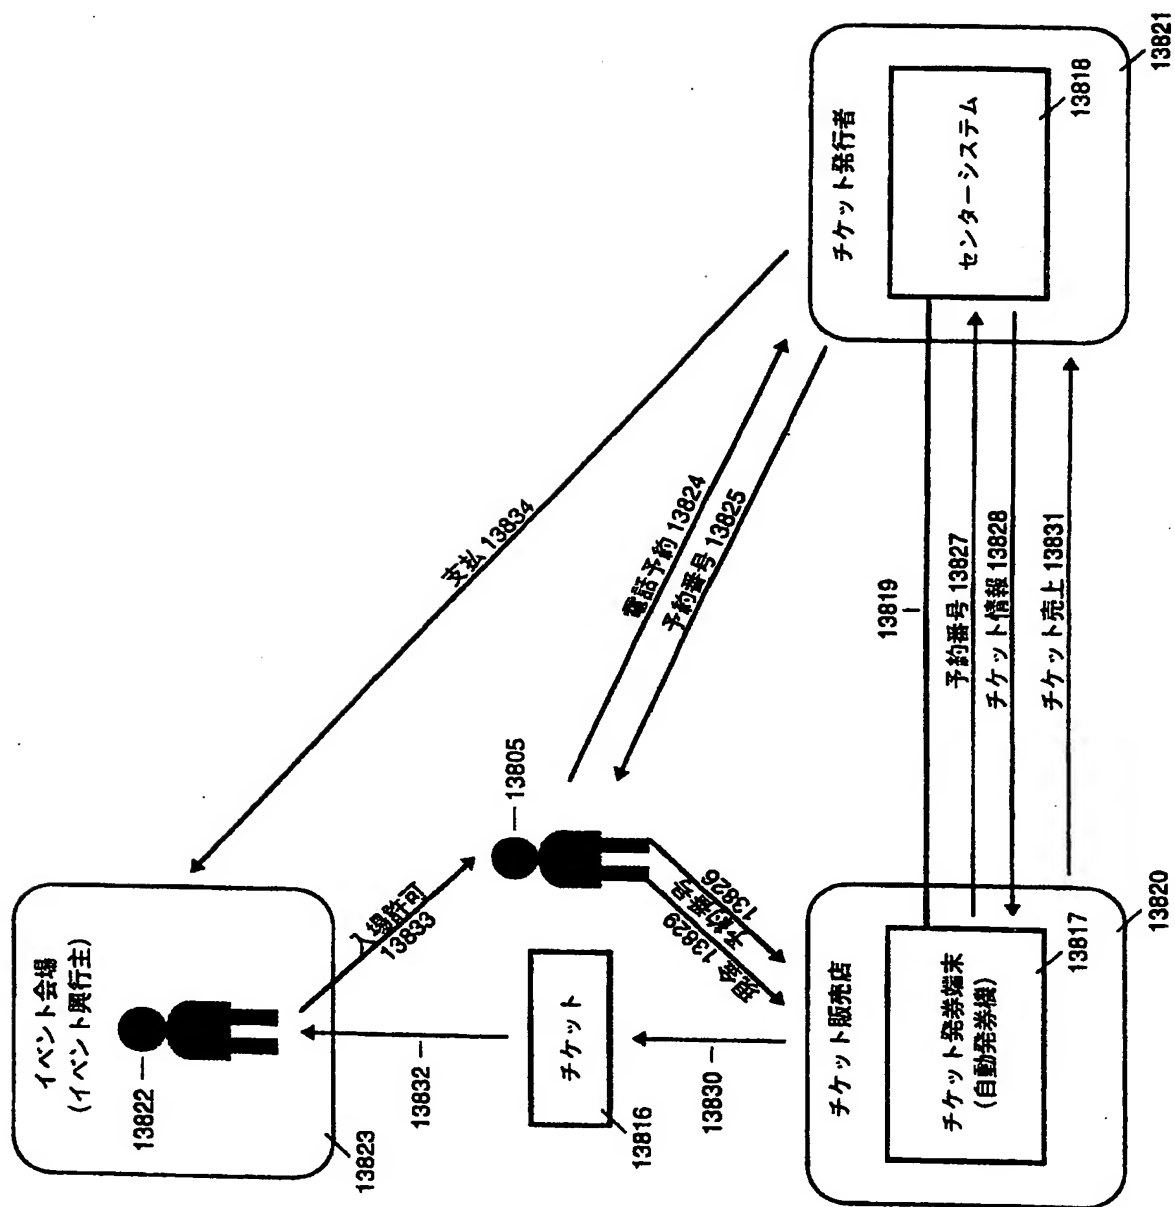 イベント会場
(イベント興行主)
13822
13823
入場許可
13833
13832
13805
チケット
13816
13830
現金 13829
予約番号
13826
支払 13834
電話予約 13824
予約番号 13825
チケット販売店
チケット発券端末
(自動発券機)
13817
13820
13819
予約番号 13827
チケット情報 13828
チケット売上 13831
チケット発行者
センターシステム
13818
13821